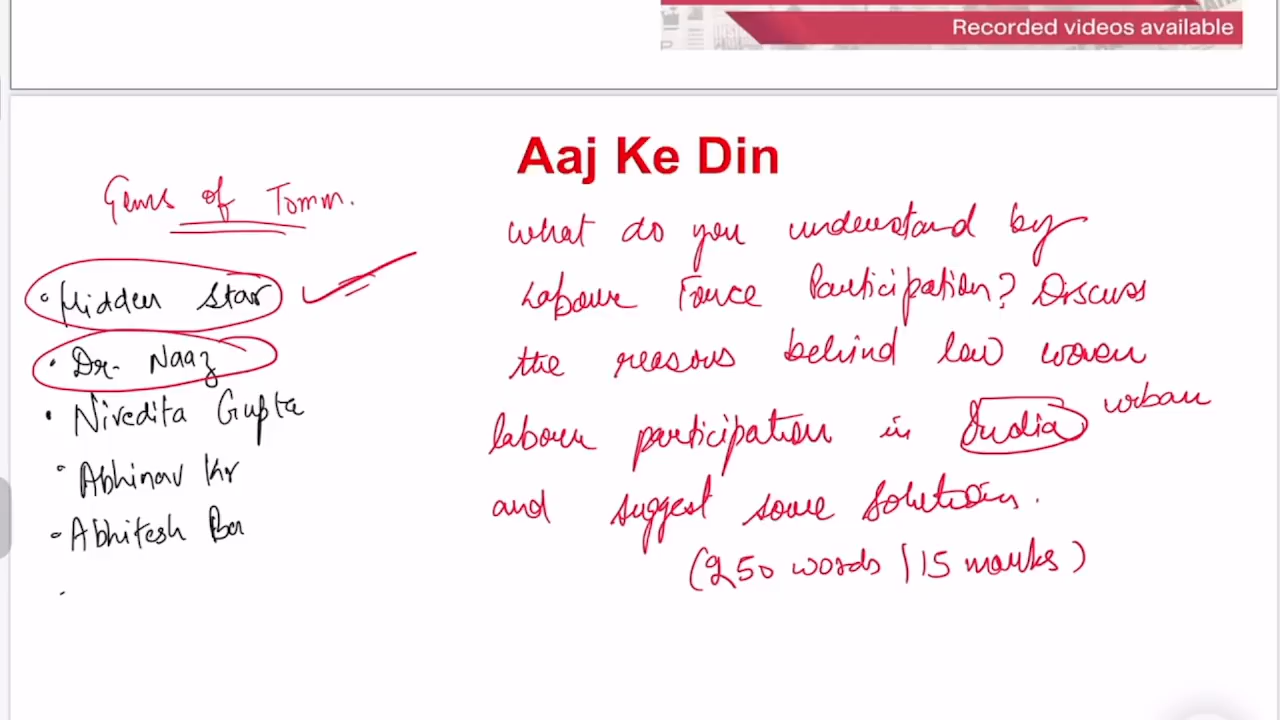 Recorded videos available
Aaj Ke Din
Gems of Tomm.
• Hidden Star
• Dr. Naaz
• Nivedita Gupta
• Abhinav Kr
• Abhitesh
what do you understand by
Labour Force Participation? Discuss
the reasons behind low women
labour participation in India urban
and suggest some solutions.
(250 words | 15 marks)